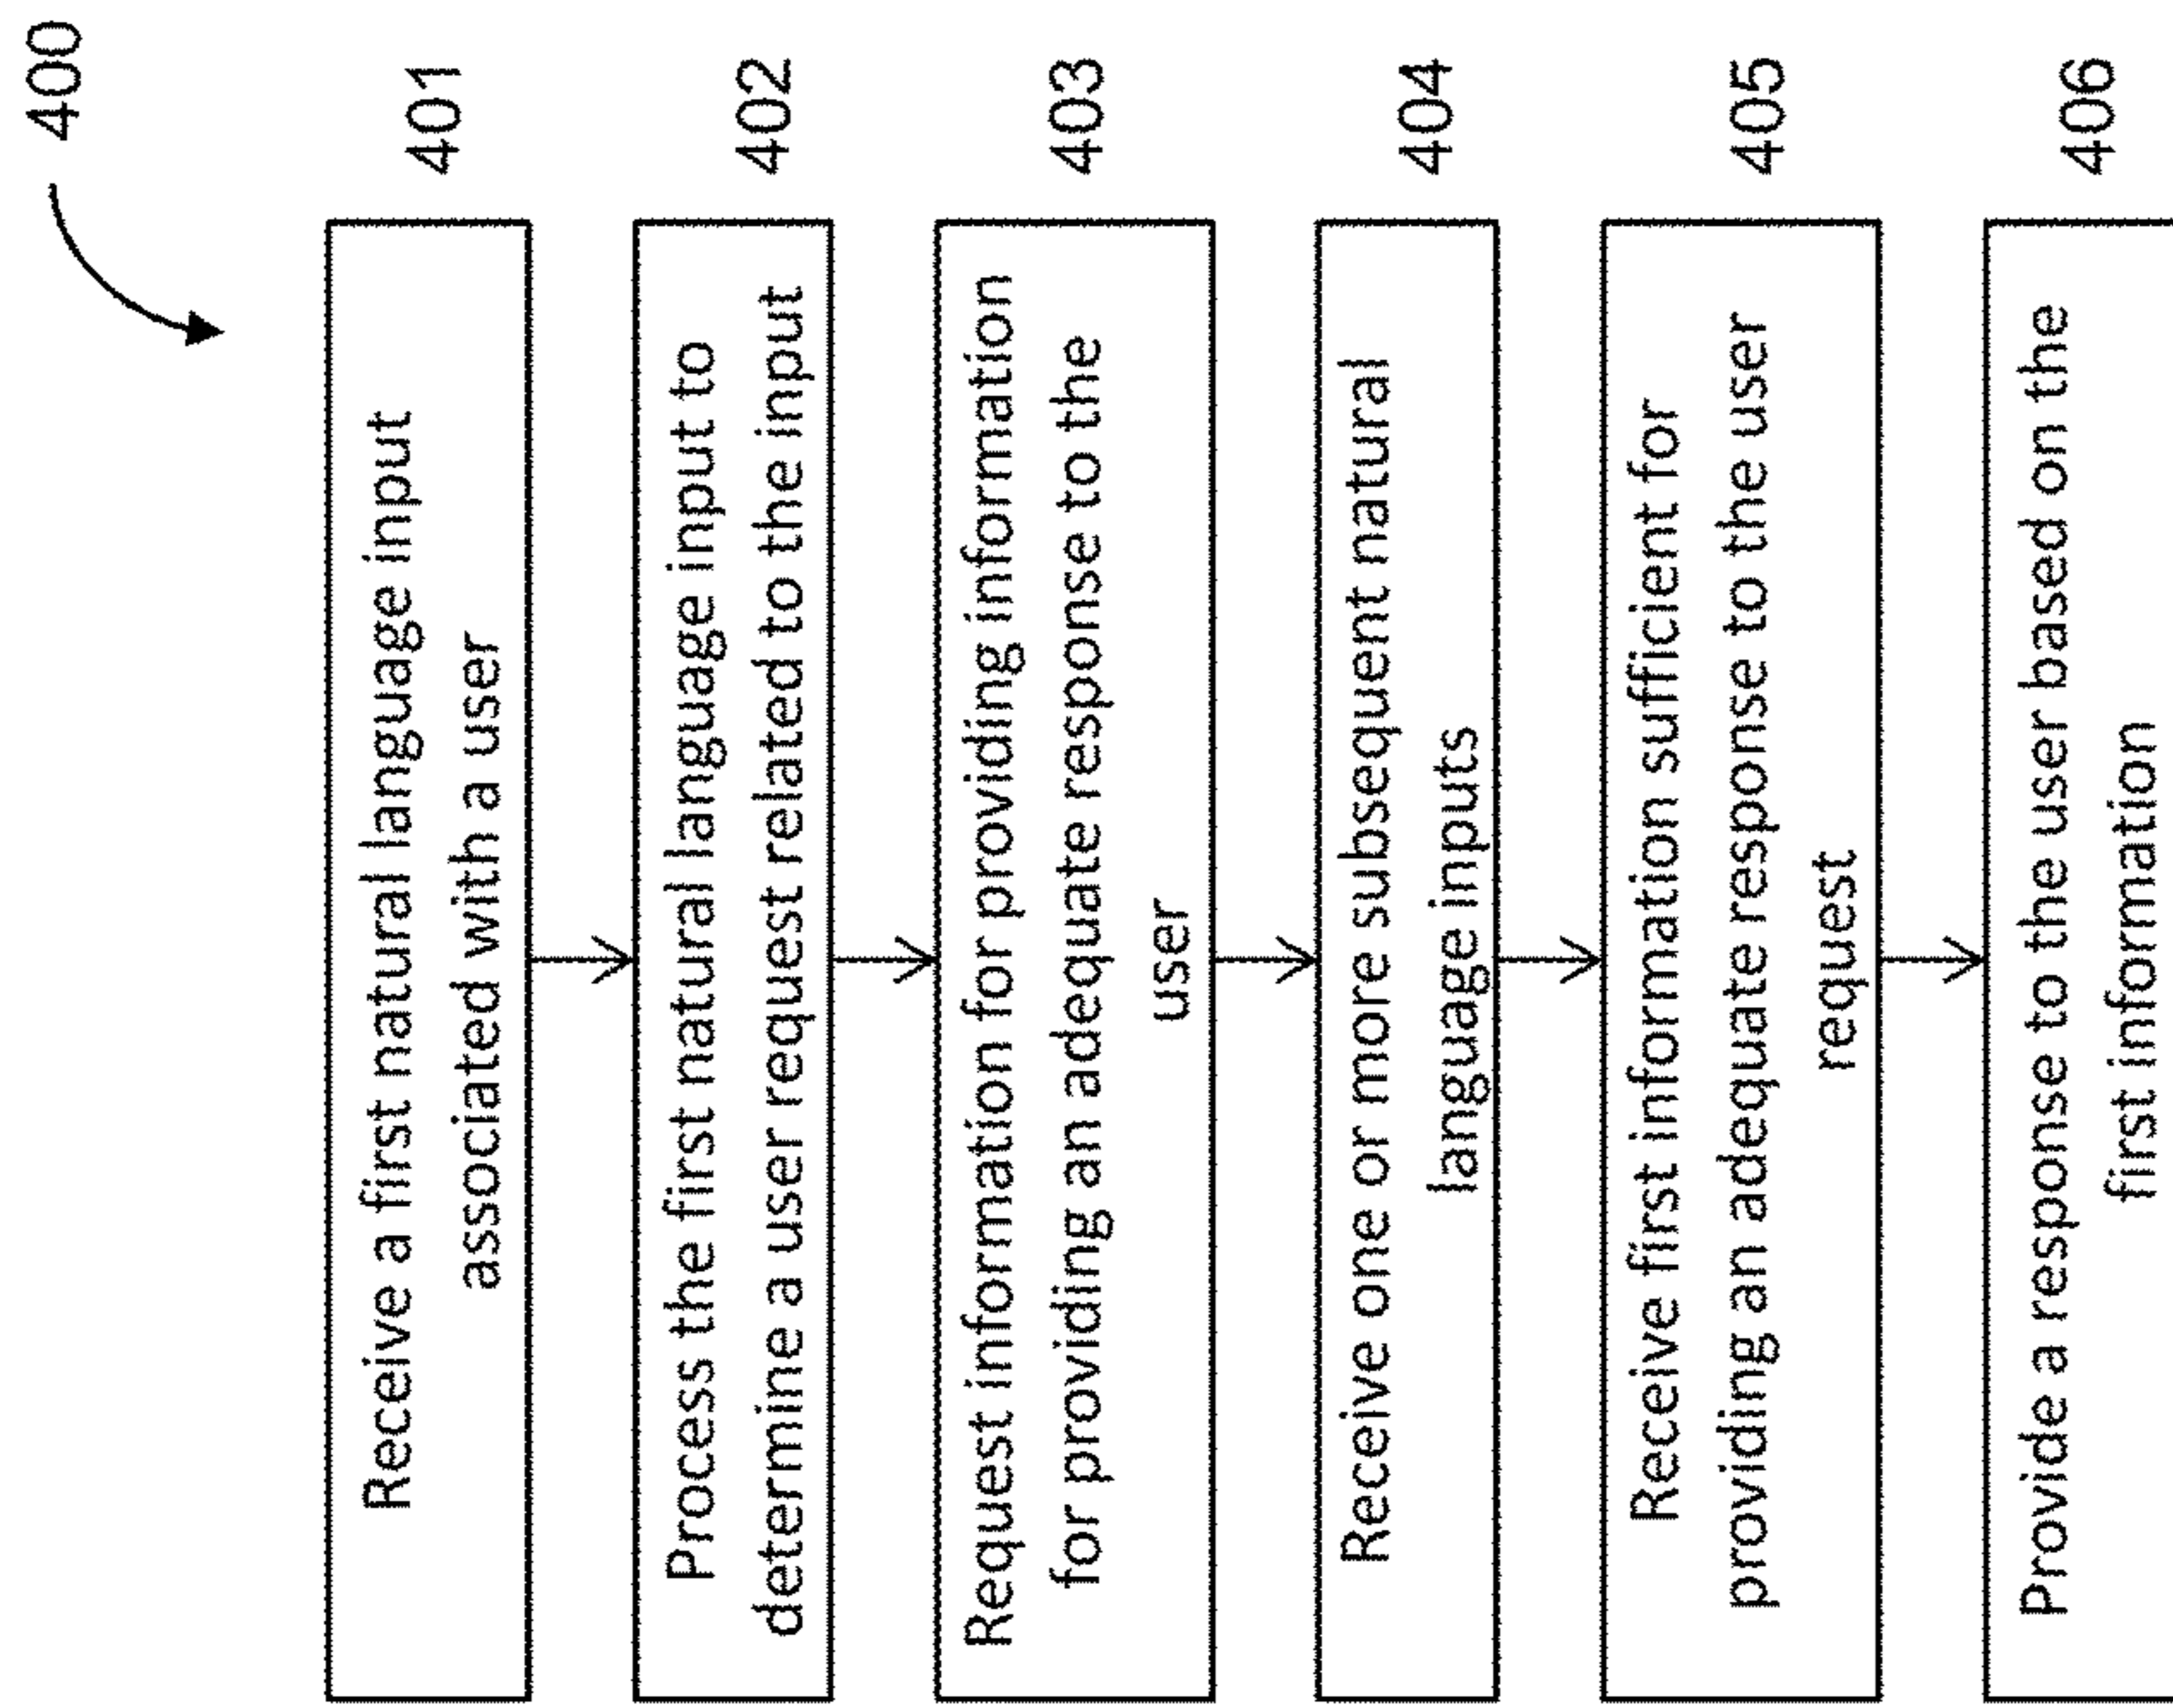 400
Receive a first natural language input
associated with a user
401
Process the first natural language input to
determine a user request related to the input
402
Request information for providing information
for providing an adequate response to the
user
403
Receive one or more subsequent natural
language inputs
404
Receive first information sufficient for
providing an adequate response to the user
request
405
Provide a response to the user based on the
first information
406